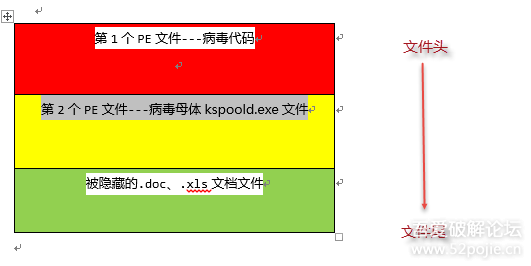 第 1 个 PE 文件---病毒代码
文件头
第 2 个 PE 文件---病毒母体 kspoold.exe 文件
被隐藏的.doc、.xls 文档文件
文件尾
吾爱破解论坛
www.52pojie.cn